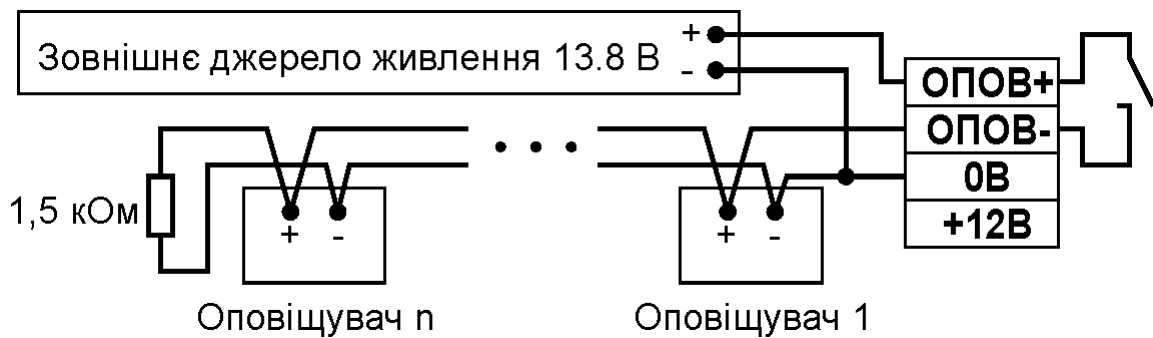 Зовнішнє джерело живлення 13.8 В
+
-
ОПОВ+
ОПОВ-
0В
+12В
1,5 кОм
+ -
+ -
Оповіщувач n
Оповіщувач 1